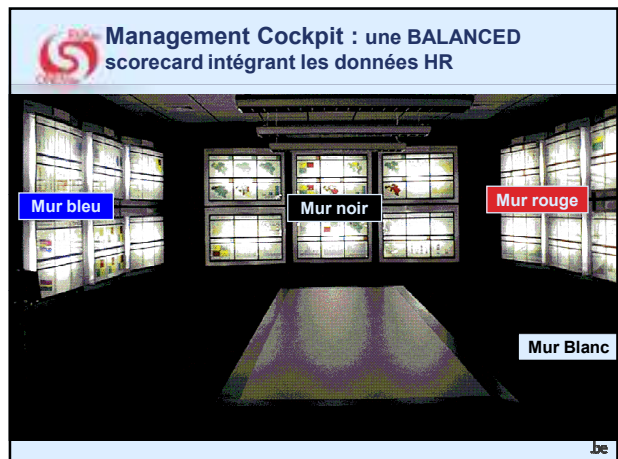 Management Cockpit : une BALANCED
scorecard intégrant les données HR
Mur bleu
Mur noir
Mur rouge
Mur Blanc
.be